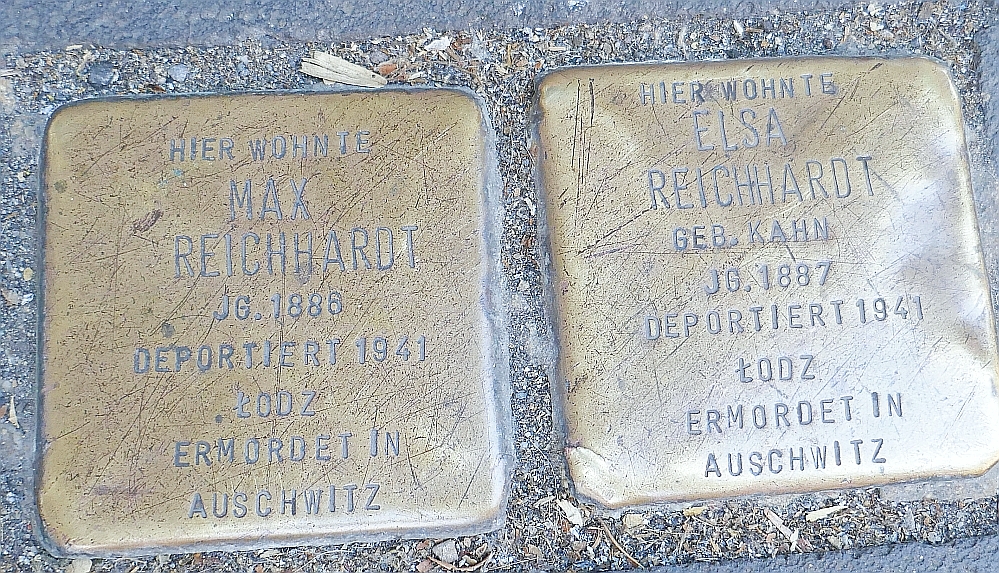 HIER WOHNTE
MAX
REICHHARDT
JG. 1886
DEPORTIERT 1941
ŁODZ
ERMORDET IN
AUSCHWITZ
HIER WOHNTE
ELSA
REICHHARDT
GEB. KAHN
JG. 1887
DEPORTIERT 1941
ŁODZ
ERMORDET IN
AUSCHWITZ